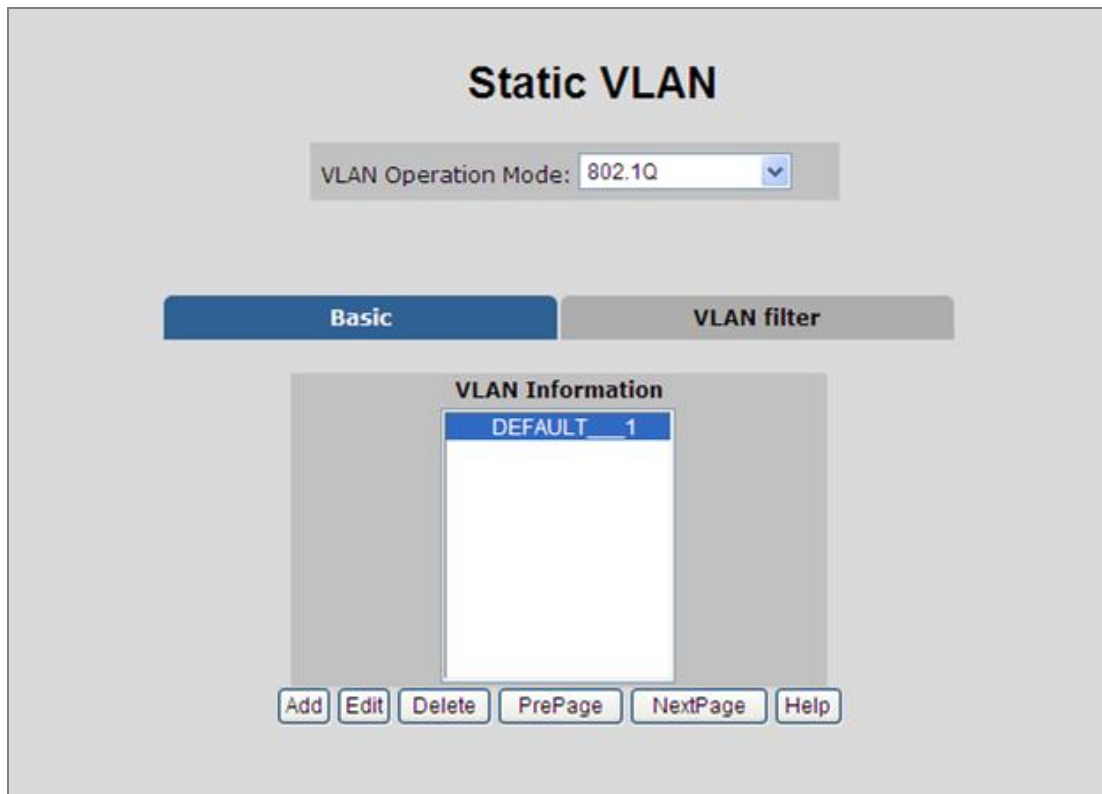 Static VLAN
VLAN Operation Mode: 802.1Q
Basic VLAN filter
VLAN Information
DEFAULT___1
Add Edit Delete PrePage NextPage Help